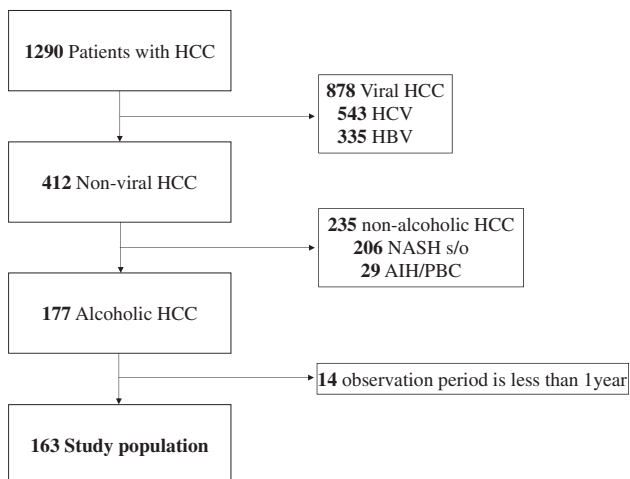 1290 Patients with HCC
878 Viral HCC
543 HCV
335 HBV
412 Non-viral HCC
235 non-alcoholic HCC
206 NASH s/o
29 AIH/PBC
177 Alcoholic HCC
14 observation period is less than 1year
163 Study population